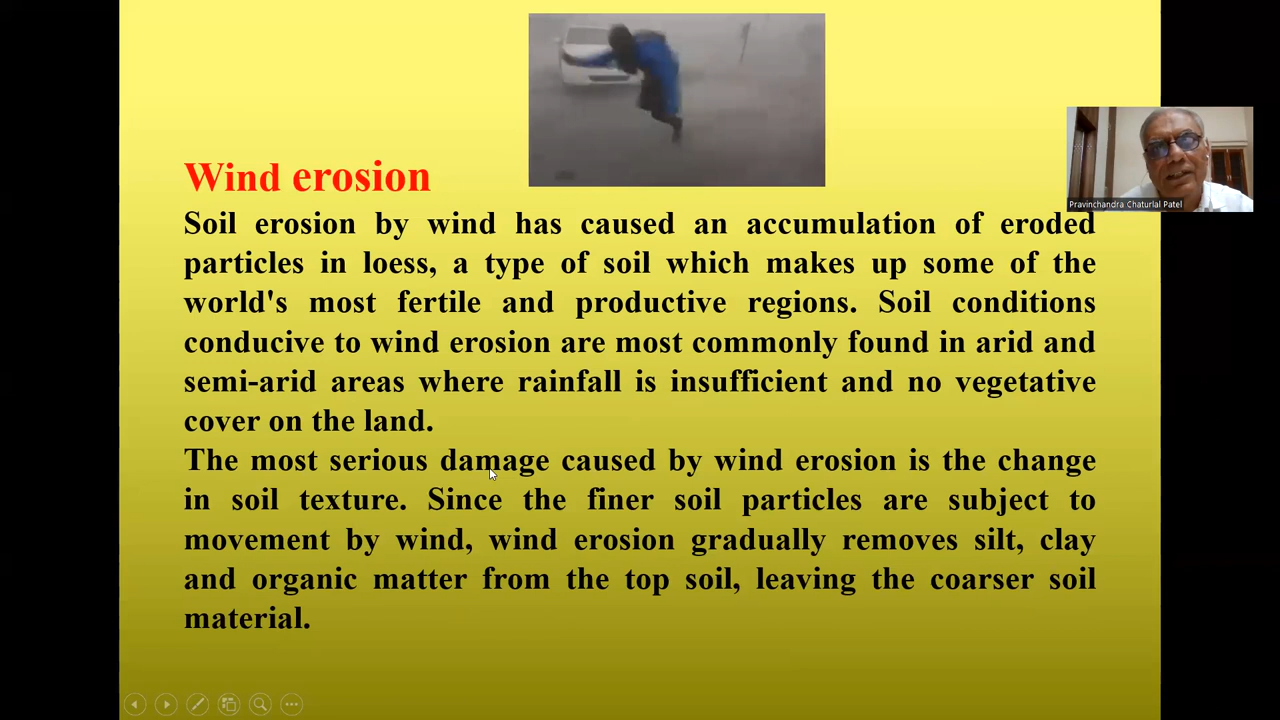 Wind erosion
Pravinchandra Chaturlal Patel
Soil erosion by wind has caused an accumulation of eroded
particles in loess, a type of soil which makes up some of the
world's most fertile and productive regions. Soil conditions
conducive to wind erosion are most commonly found in arid and
semi-arid areas where rainfall is insufficient and no vegetative
cover on the land.
The most serious damage caused by wind erosion is the change
in soil texture. Since the finer soil particles are subject to
movement by wind, wind erosion gradually removes silt, clay
and organic matter from the top soil, leaving the coarser soil
material.